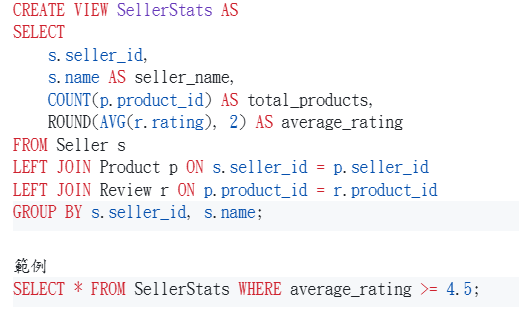 CREATE VIEW SellerStats AS
SELECT
    s.seller_id,
    s.name AS seller_name,
    COUNT(p.product_id) AS total_products,
    ROUND(AVG(r.rating), 2) AS average_rating
FROM Seller s
LEFT JOIN Product p ON s.seller_id = p.seller_id
LEFT JOIN Review r ON p.product_id = r.product_id
GROUP BY s.seller_id, s.name;
範例
SELECT * FROM SellerStats WHERE average_rating >= 4.5;